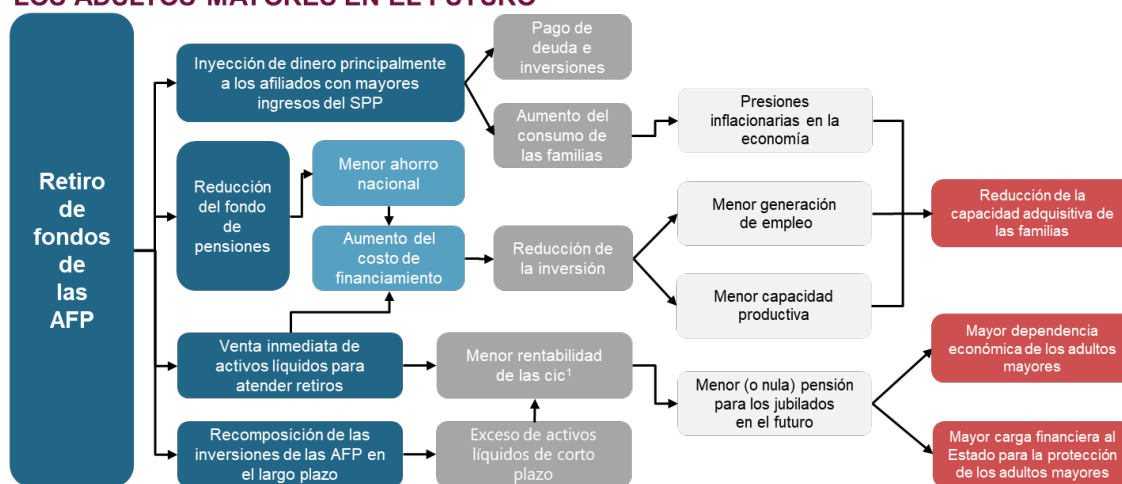 LOS ADULTOS MAYORES EN EL FUTURO
Retiro
de
fondos
de
las
AFP
Inyección de dinero principalmente
a los afiliados con mayores
ingresos del SPP
Pago de
deuda e
inversiones
Aumento del
consumo de
las familias
Presiones
inflacionarias en la
economía
Reducción
del fondo
de
pensiones
Menor ahorro
nacional
Aumento del
costo de
financiamiento
Reducción de
la inversión
Menor generación
de empleo
Menor capacidad
productiva
Reducción de la
capacidad adquisitiva de
las familias
Venta inmediata de
activos líquidos para
atender retiros
Menor rentabilidad
de las cic¹
Recomposición de las
inversiones de las AFP en
el largo plazo
Exceso de activos
líquidos de corto
plazo
Menor (o nula) pensión
para los jubilados
en el futuro
Mayor dependencia
económica de los adultos
mayores
Mayor carga financiera al
Estado para la protección
de los adultos mayores